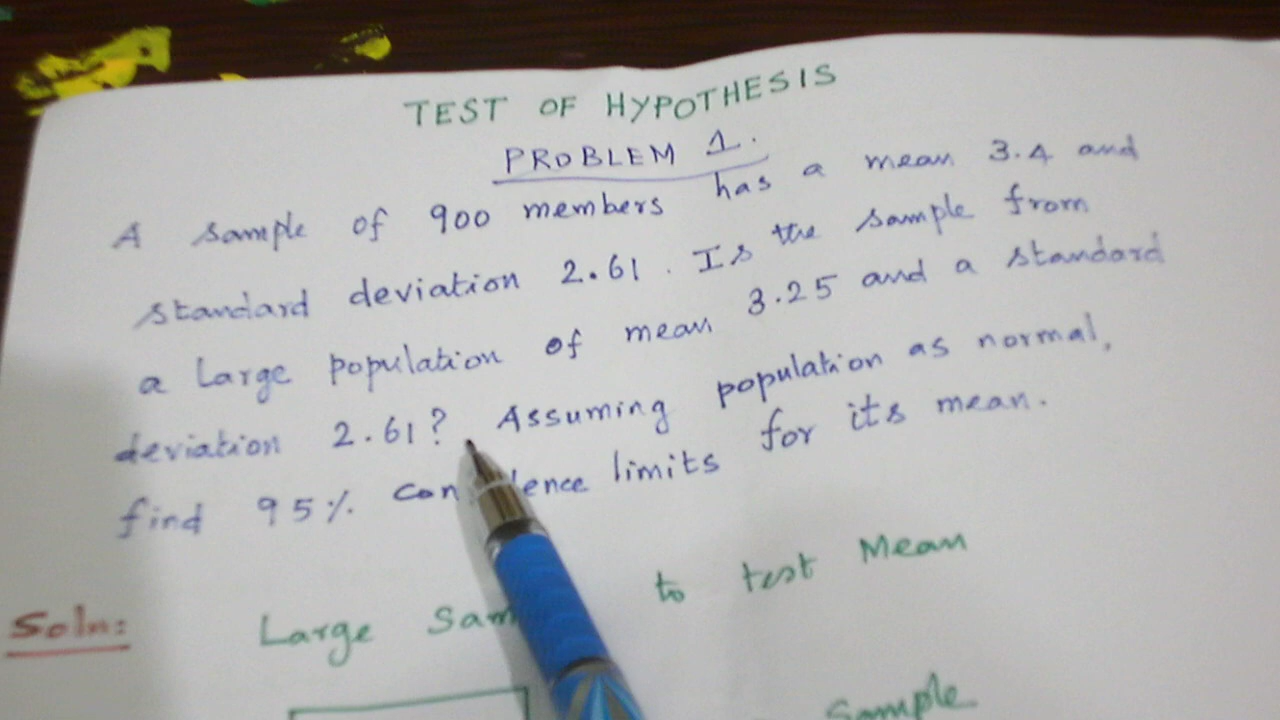 TEST OF HYPOTHESIS
PROBLEM 1.
A sample of 900 members has a mean 3.4 and
standard deviation 2.61. Is the sample from
a Large population of mean 3.25 and a standard
deviation 2.61? Assuming population as normal,
find 95% limits for its mean.
Soln: Large to test Mean
Sample